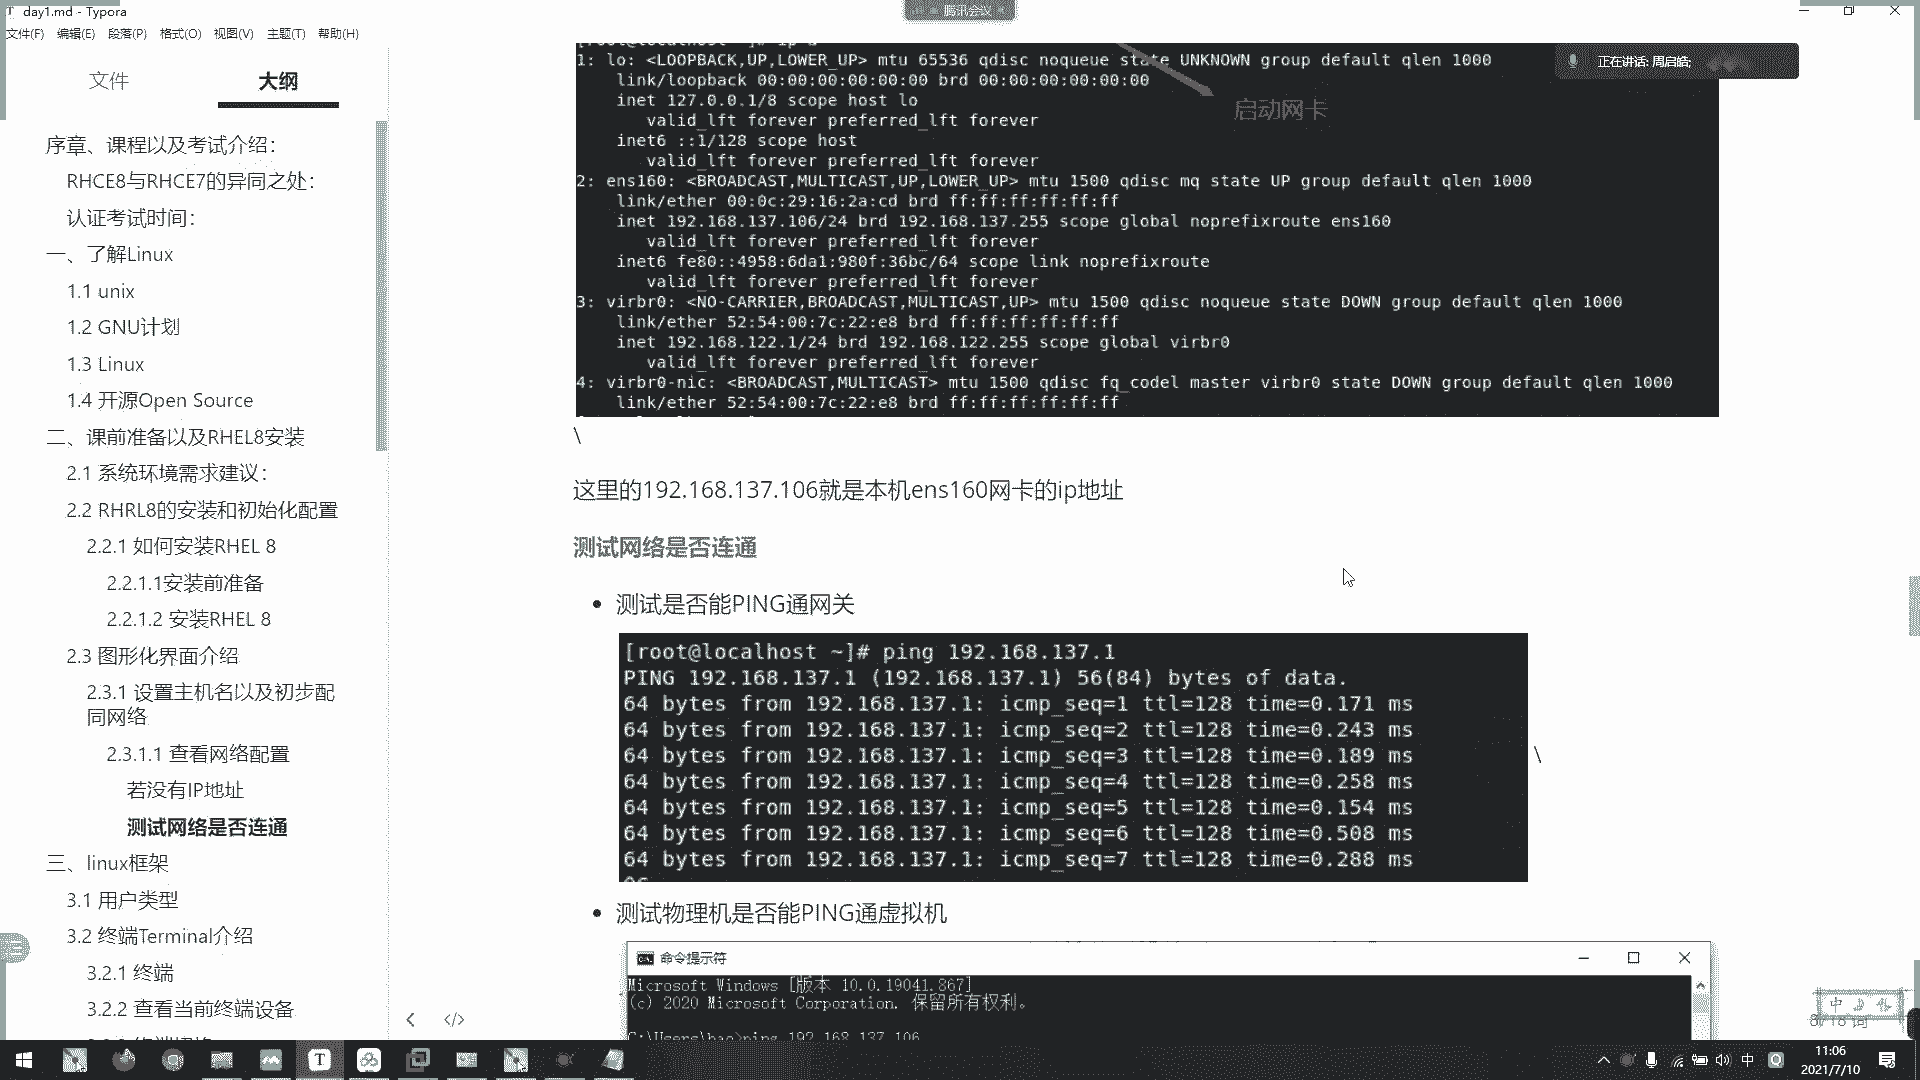 day1.md - Typora
腾讯会议
文件(F) 编辑(E) 段落(P) 格式(O) 视图(V) 主题(T) 帮助(H)
正在讲话: 周启皓;
文件 大纲
序章、课程以及考试介绍：
RHCE8与RHCE7的异同之处：
认证考试时间：
一、了解Linux
1.1 unix
1.2 GNU计划
1.3 Linux
1.4 开源Open Source
二、课前准备以及RHEL8安装
2.1 系统环境需求建议：
2.2 RHRL8的安装和初始化配置
2.2.1 如何安装RHEL 8
2.2.1.1安装前准备
2.2.1.2 安装RHEL 8
2.3 图形化界面介绍
2.3.1 设置主机名以及初步配
同网络
2.3.1.1 查看网络配置
若没有IP地址
测试网络是否连通
三、linux框架
3.1 用户类型
3.2 终端Terminal介绍
3.2.1 终端
3.2.2 查看当前终端设备
1: lo: <LOOPBACK,UP,LOWER_UP> mtu 65536 qdisc noqueue state UNKNOWN group default qlen 1000
link/loopback 00:00:00:00:00:00 brd 00:00:00:00:00:00
启动网卡
inet 127.0.0.1/8 scope host lo
valid_lft forever preferred_lft forever
inet6 ::1/128 scope host
valid_lft forever preferred_lft forever
2: ens160: <BROADCAST,MULTICAST,UP,LOWER_UP> mtu 1500 qdisc mq state UP group default qlen 1000
link/ether 00:0c:29:16:2a:cd brd ff:ff:ff:ff:ff:ff
inet 192.168.137.106/24 brd 192.168.137.255 scope global noprefixroute ens160
valid_lft forever preferred_lft forever
inet6 fe80::4958:6da1:980f:36bc/64 scope link noprefixroute
valid_lft forever preferred_lft forever
3: virbr0: <NO-CARRIER,BROADCAST,MULTICAST,UP> mtu 1500 qdisc noqueue state DOWN group default qlen 1000
link/ether 52:54:00:7c:22:e8 brd ff:ff:ff:ff:ff:ff
inet 192.168.122.1/24 brd 192.168.122.255 scope global virbr0
valid_lft forever preferred_lft forever
4: virbr0-nic: <BROADCAST,MULTICAST> mtu 1500 qdisc fq_codel master virbr0 state DOWN group default qlen 1000
link/ether 52:54:00:7c:22:e8 brd ff:ff:ff:ff:ff:ff
\
这里的192.168.137.106就是本机ens160网卡的ip地址
测试网络是否连通
测试是否能PING通网关
[root@localhost ~]# ping 192.168.137.1
PING 192.168.137.1 (192.168.137.1) 56(84) bytes of data.
64 bytes from 192.168.137.1: icmp_seq=1 ttl=128 time=0.171 ms
64 bytes from 192.168.137.1: icmp_seq=2 ttl=128 time=0.243 ms
64 bytes from 192.168.137.1: icmp_seq=3 ttl=128 time=0.189 ms
64 bytes from 192.168.137.1: icmp_seq=4 ttl=128 time=0.258 ms
64 bytes from 192.168.137.1: icmp_seq=5 ttl=128 time=0.154 ms
64 bytes from 192.168.137.1: icmp_seq=6 ttl=128 time=0.508 ms
64 bytes from 192.168.137.1: icmp_seq=7 ttl=128 time=0.288 ms
\
测试物理机是否能PING通虚拟机
命令提示符
Microsoft Windows [版本 10.0.19041.867]
(c) 2020 Microsoft Corporation. 保留所有权利。
C:\Users\hao>ping 192.168.137.106
中
中
11:06
2021/7/10